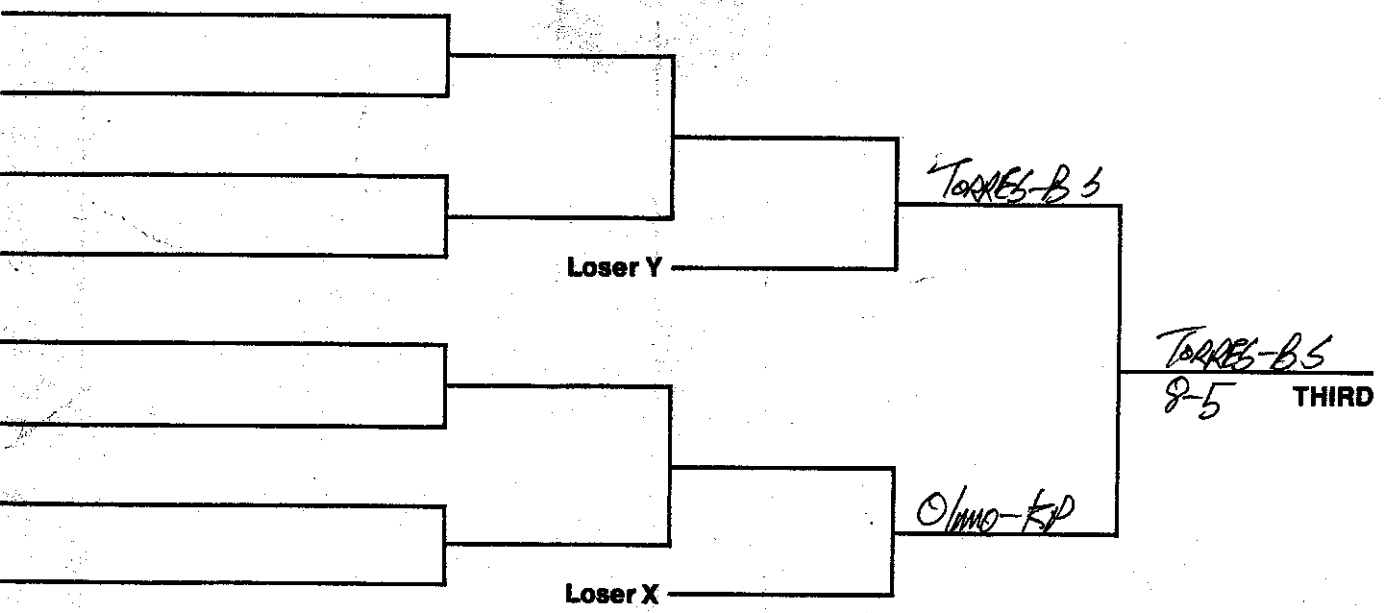 TORRES-BS
Loser Y
TORRES-BS
8-5 THIRD
Olmo-KP
Loser X